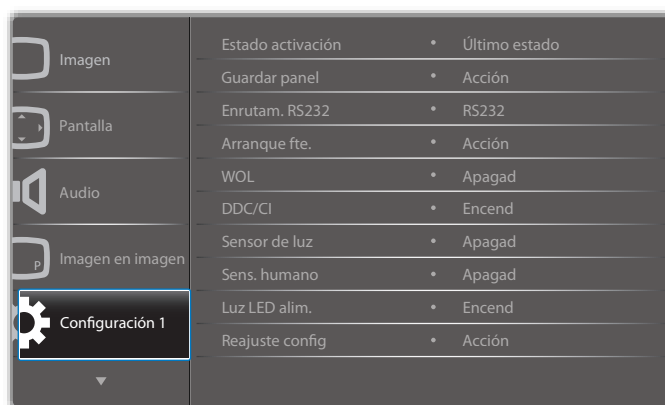 Imagen
Pantalla
Audio
P
Imagen en imagen
Configuración 1
Estado activación • Último estado
Guardar panel • Acción
Enrutam. RS232 • RS232
Arranque fte. • Acción
WOL • Apagad
DDC/CI • Encend
Sensor de luz • Apagad
Sens. humano • Apagad
Luz LED alim. • Encend
Reajuste config • Acción